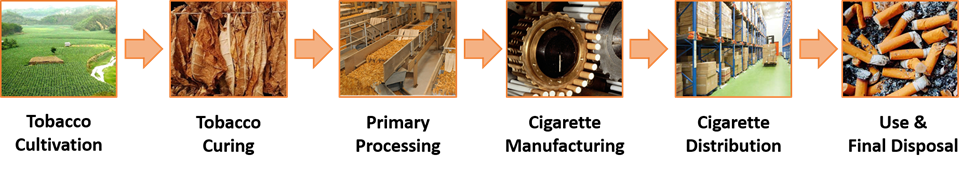 Tobacco
Cultivation
Tobacco
Curing
Primary
Processing
Cigarette
Manufacturing
Cigarette
Distribution
Use &
Final Disposal